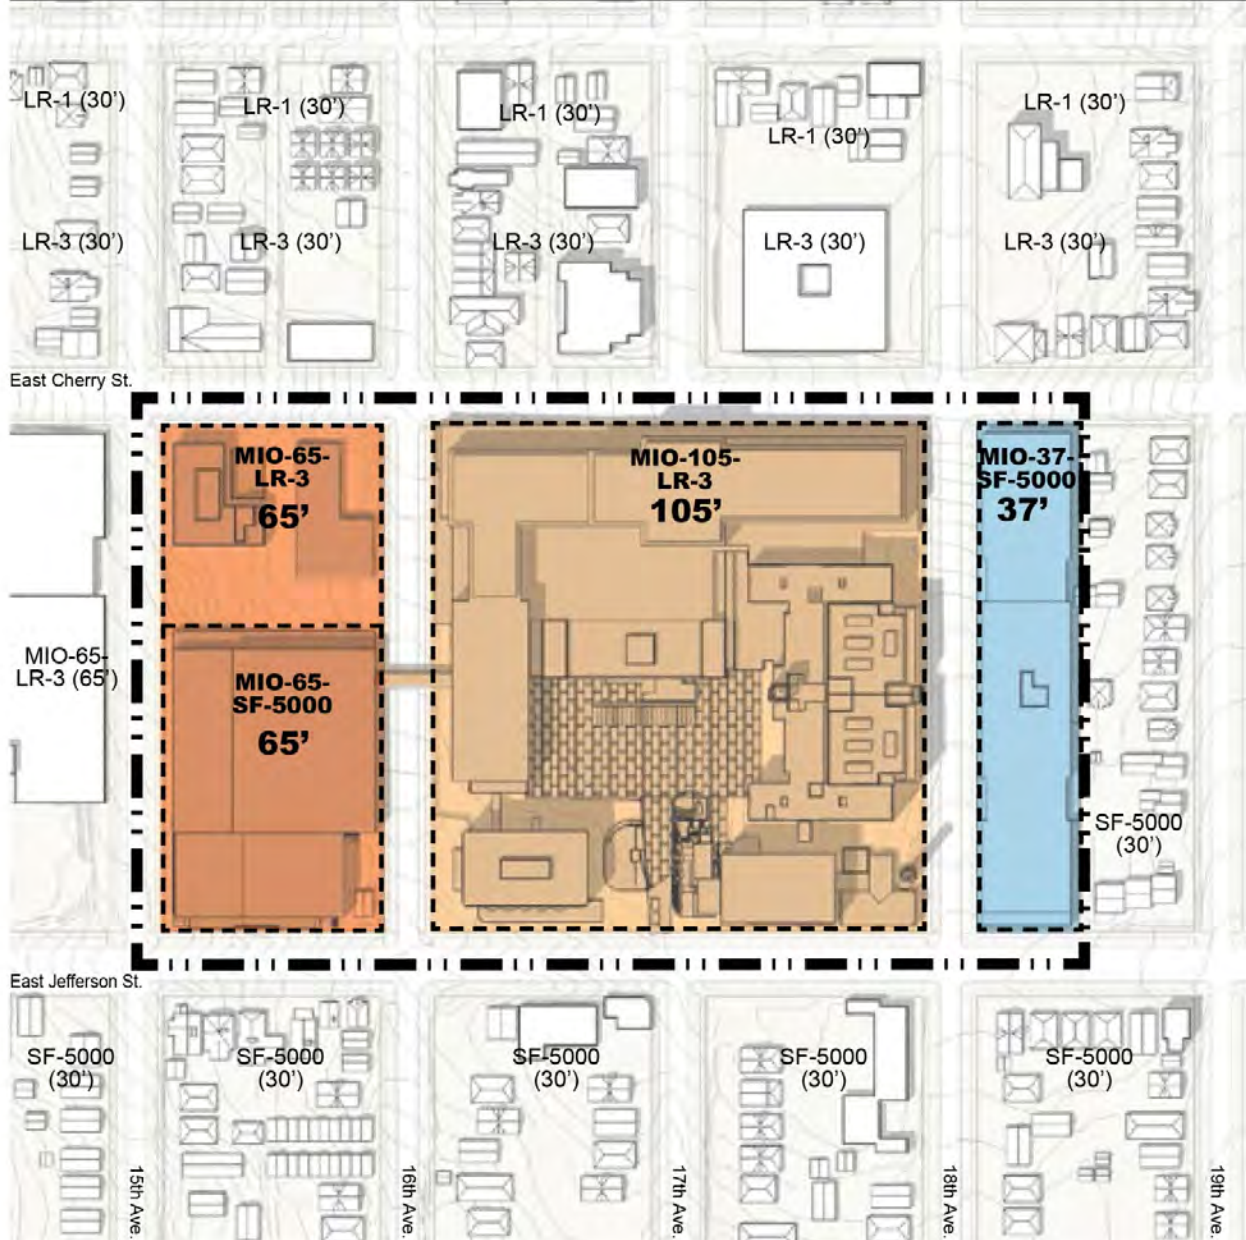 LR-1 (30')
LR-1 (30')
LR-1 (30')
LR-1 (30')
LR-1 (30')
LR-3 (30')
LR-3 (30')
LR-3 (30')
LR-3 (30')
LR-3 (30')
East Cherry St.
MIO-65-
LR-3
65’
MIO-105-
LR-3
105’
MIO-37-
SF-5000
37’
MIO-65-
LR-3 (65')
MIO-65-
SF-5000
65’
SF-5000
(30')
East Jefferson St.
SF-5000
(30')
SF-5000
(30')
SF-5000
(30')
SF-5000
(30')
SF-5000
(30')
15th Ave.
16th Ave.
17th Ave.
18th Ave.
19th Ave.